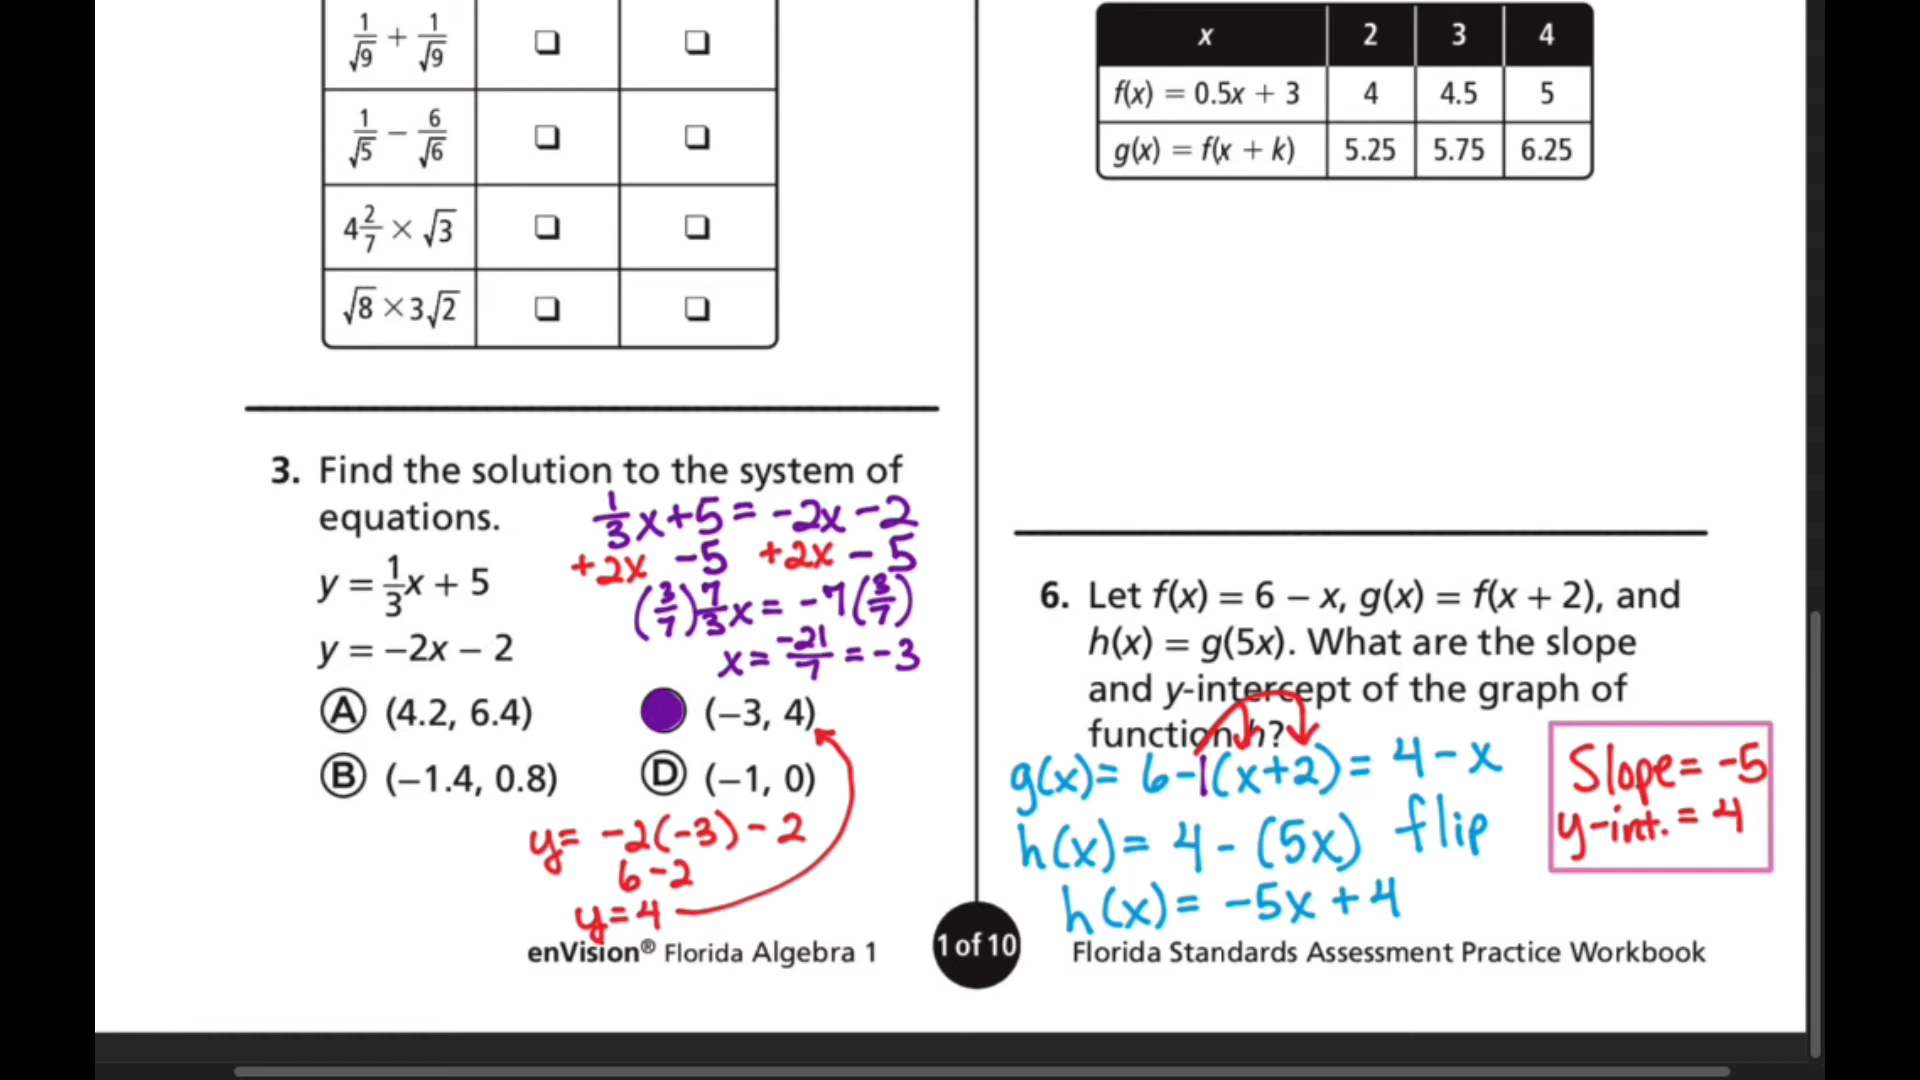 1/√9 + 1/√9 ❑ ❑
1/√5 − 6/√6 ❑ ❑
4 2/7 × √3 ❑ ❑
√8 × 3√2 ❑ ❑
3. Find the solution to the system of
equations.
1/3x+5 = -2x-2
+2x -5 +2x -5
y = 1/3x + 5
(3/7)7/3x = -7(3/7)
y = −2x − 2
x = -21/7 = -3
Ⓐ (4.2, 6.4) (−3, 4)
Ⓑ (−1.4, 0.8) Ⓓ (−1, 0)
y = -2(-3)-2
6-2
y=4
enVision® Florida Algebra 1
1 of 10
x 2 3 4
f(x) = 0.5x + 3 4 4.5 5
g(x) = f(x + k) 5.25 5.75 6.25
6. Let f(x) = 6 − x, g(x) = f(x + 2), and
h(x) = g(5x). What are the slope
and y-intercept of the graph of
function h?
g(x) = 6-1(x+2) = 4-x
h(x) = 4-(5x) flip
h(x) = -5x+4
Slope = -5
y-int. = 4
Florida Standards Assessment Practice Workbook